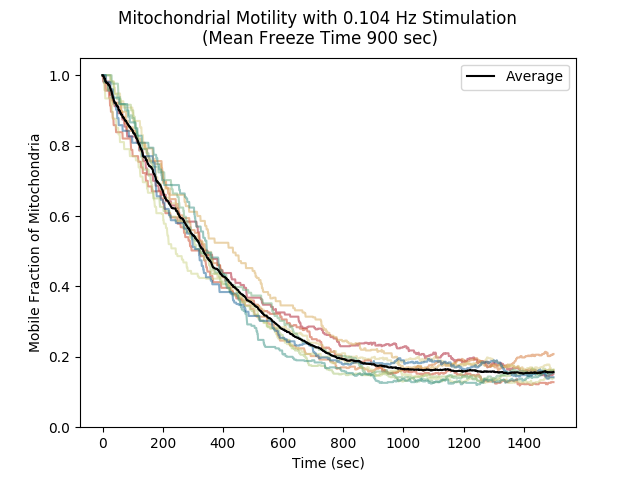 Mitochondrial Motility with 0.104 Hz Stimulation
(Mean Freeze Time 900 sec)
Average
1.0
0.8
0.6
0.4
0.2
0.0
Mobile Fraction of Mitochondria
0 200 400 600 800 1000 1200 1400
Time (sec)